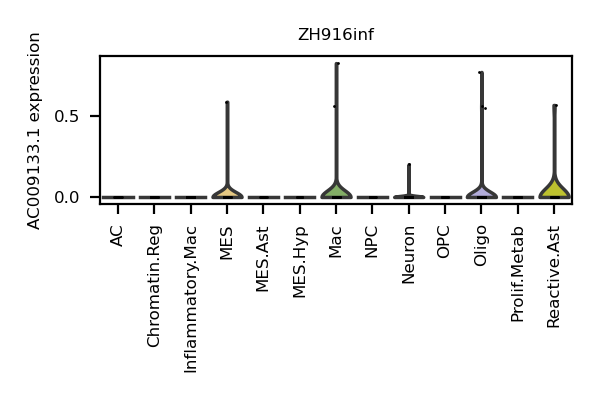 ZH916inf
AC009133.1 expression
0.5
0.0
AC
Chromatin.Reg
Inflammatory.Mac
MES
MES.Ast
MES.Hyp
Mac
NPC
Neuron
OPC
Oligo
Prolif.Metab
Reactive.Ast